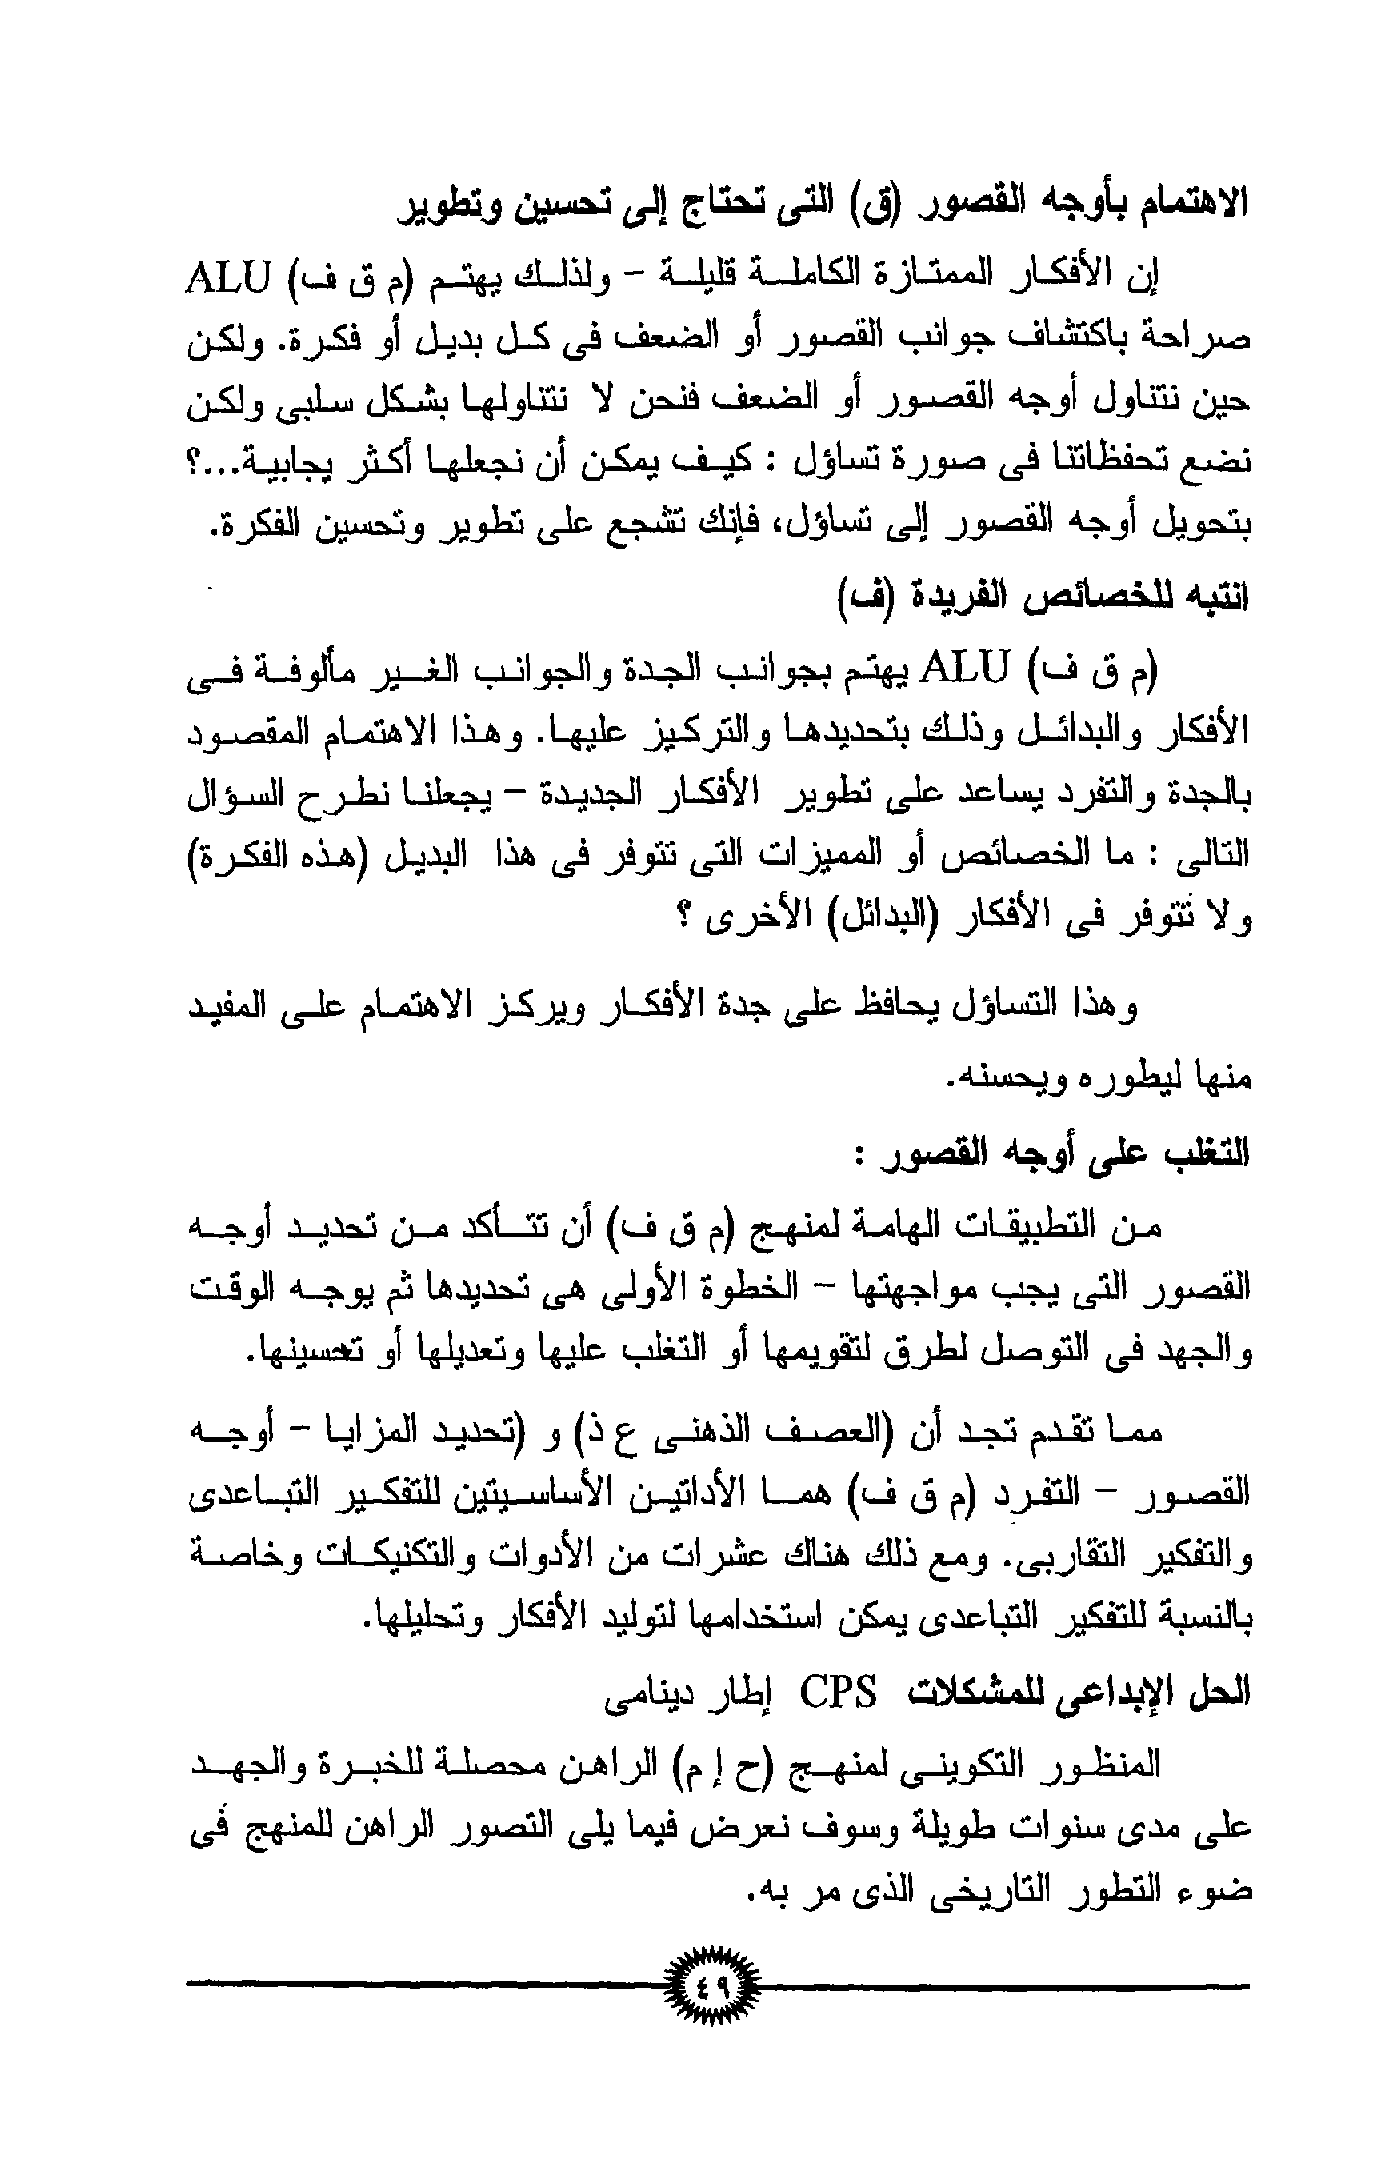 الاهتمام بأوجه القصور (ق) التى تحتاج إلى تحسين وتطوير
إن الأفكار الممتازة الكاملة قليلة - ولذلك يهتم (م ق ف) ALU
صراحة باكتشاف جوانب القصور أو الضعف فى كل بديل أو فكرة. ولكن
حين نتناول أوجه القصور أو الضعف فنحن لا نتناولها بشكل سلبى ولكن
نضع تحفظاتنا فى صورة تساؤل : كيف يمكن أن نجعلها أكثر يجابية...؟
بتحويل أوجه القصور إلى تساؤل، فإنك تشجع على تطوير وتحسين الفكرة.
انتبه للخصائص الفريدة (ف)
(م ق ف) ALU يهتم بجوانب الجدة والجوانب الغير مألوفة فى
الأفكار والبدائل وذلك بتحديدها والتركيز عليها. وهذا الاهتمام المقصود
بالجدة والتفرد يساعد على تطوير الأفكار الجديدة - يجعلنا نطرح السؤال
التالى : ما الخصائص أو المميزات التى تتوفر فى هذا البديل (هذه الفكرة)
ولا تتوفر فى الأفكار (البدائل) الأخرى ؟
وهذا التساؤل يحافظ على جدة الأفكار ويركز الاهتمام على المفيد
منها ليطوره ويحسنه.
التغلب على أوجه القصور :
من التطبيقات الهامة لمنهج (م ق ف) أن تتأكد من تحديد أوجه
القصور التى يجب مواجهتها - الخطوة الأولى هى تحديدها ثم يوجه الوقت
والجهد فى التوصل لطرق لتقويمها أو التغلب عليها وتعديلها أو تحسينها.
مما تقدم تجد أن (العصف الذهنى ع ذ) و (تحديد المزايا - أوجه
القصور - التفرد (م ق ف) هما الأداتين الأساسيتين للتفكير التباعدى
والتفكير التقاربى. ومع ذلك هناك عشرات من الأدوات والتكنيكات وخاصة
بالنسبة للتفكير التباعدى يمكن استخدامها لتوليد الأفكار وتحليلها.
الحل الإبداعى للمشكلات CPS إطار دينامى
المنظور التكوينى لمنهج (ح إ م) الراهن محصلة للخبرة والجهد
على مدى سنوات طويلة وسوف نعرض فيما يلى التصور الراهن للمنهج فى
ضوء التطور التاريخى الذى مر به.
٤٩